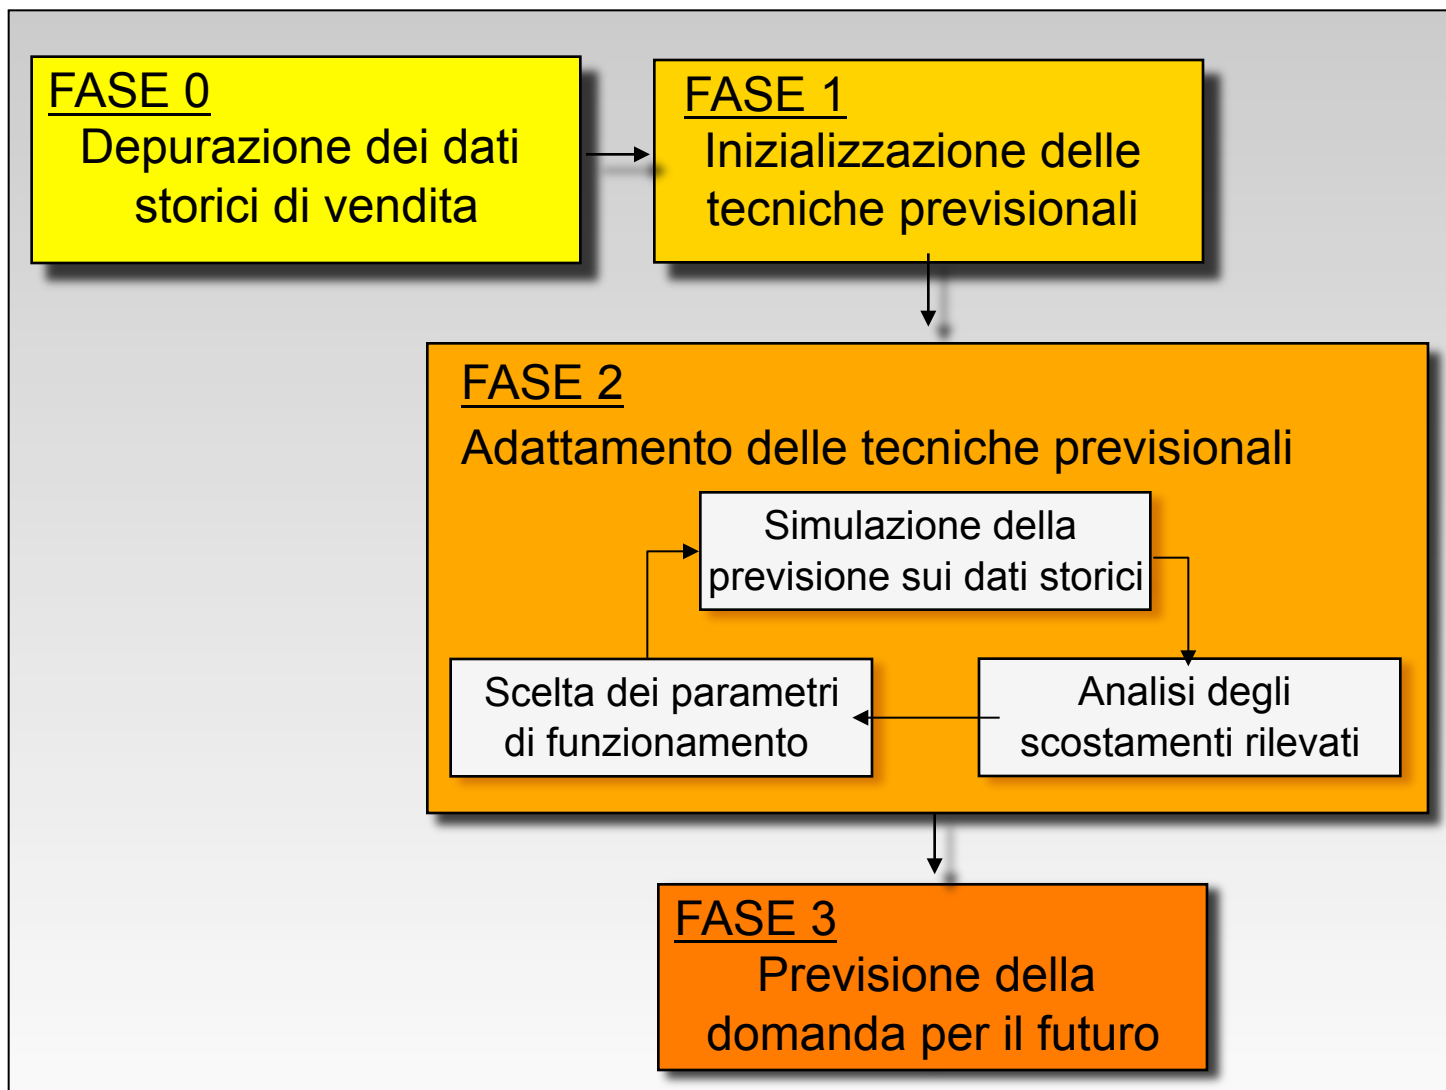 FASE 0
Depurazione dei dati
storici di vendita
FASE 1
Inizializzazione delle
tecniche previsionali
FASE 2
Adattamento delle tecniche previsionali
Simulazione della
previsione sui dati storici
Scelta dei parametri
di funzionamento
Analisi degli
scostamenti rilevati
FASE 3
Previsione della
domanda per il futuro